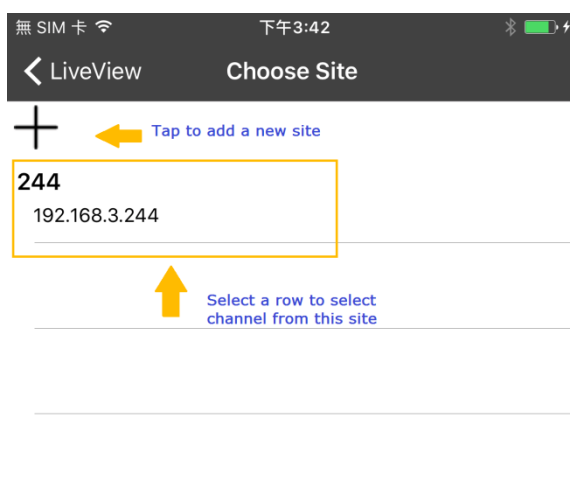 無 SIM 卡 下午3:42
LiveView Choose Site
Tap to add a new site
244
192.168.3.244
Select a row to select
channel from this site